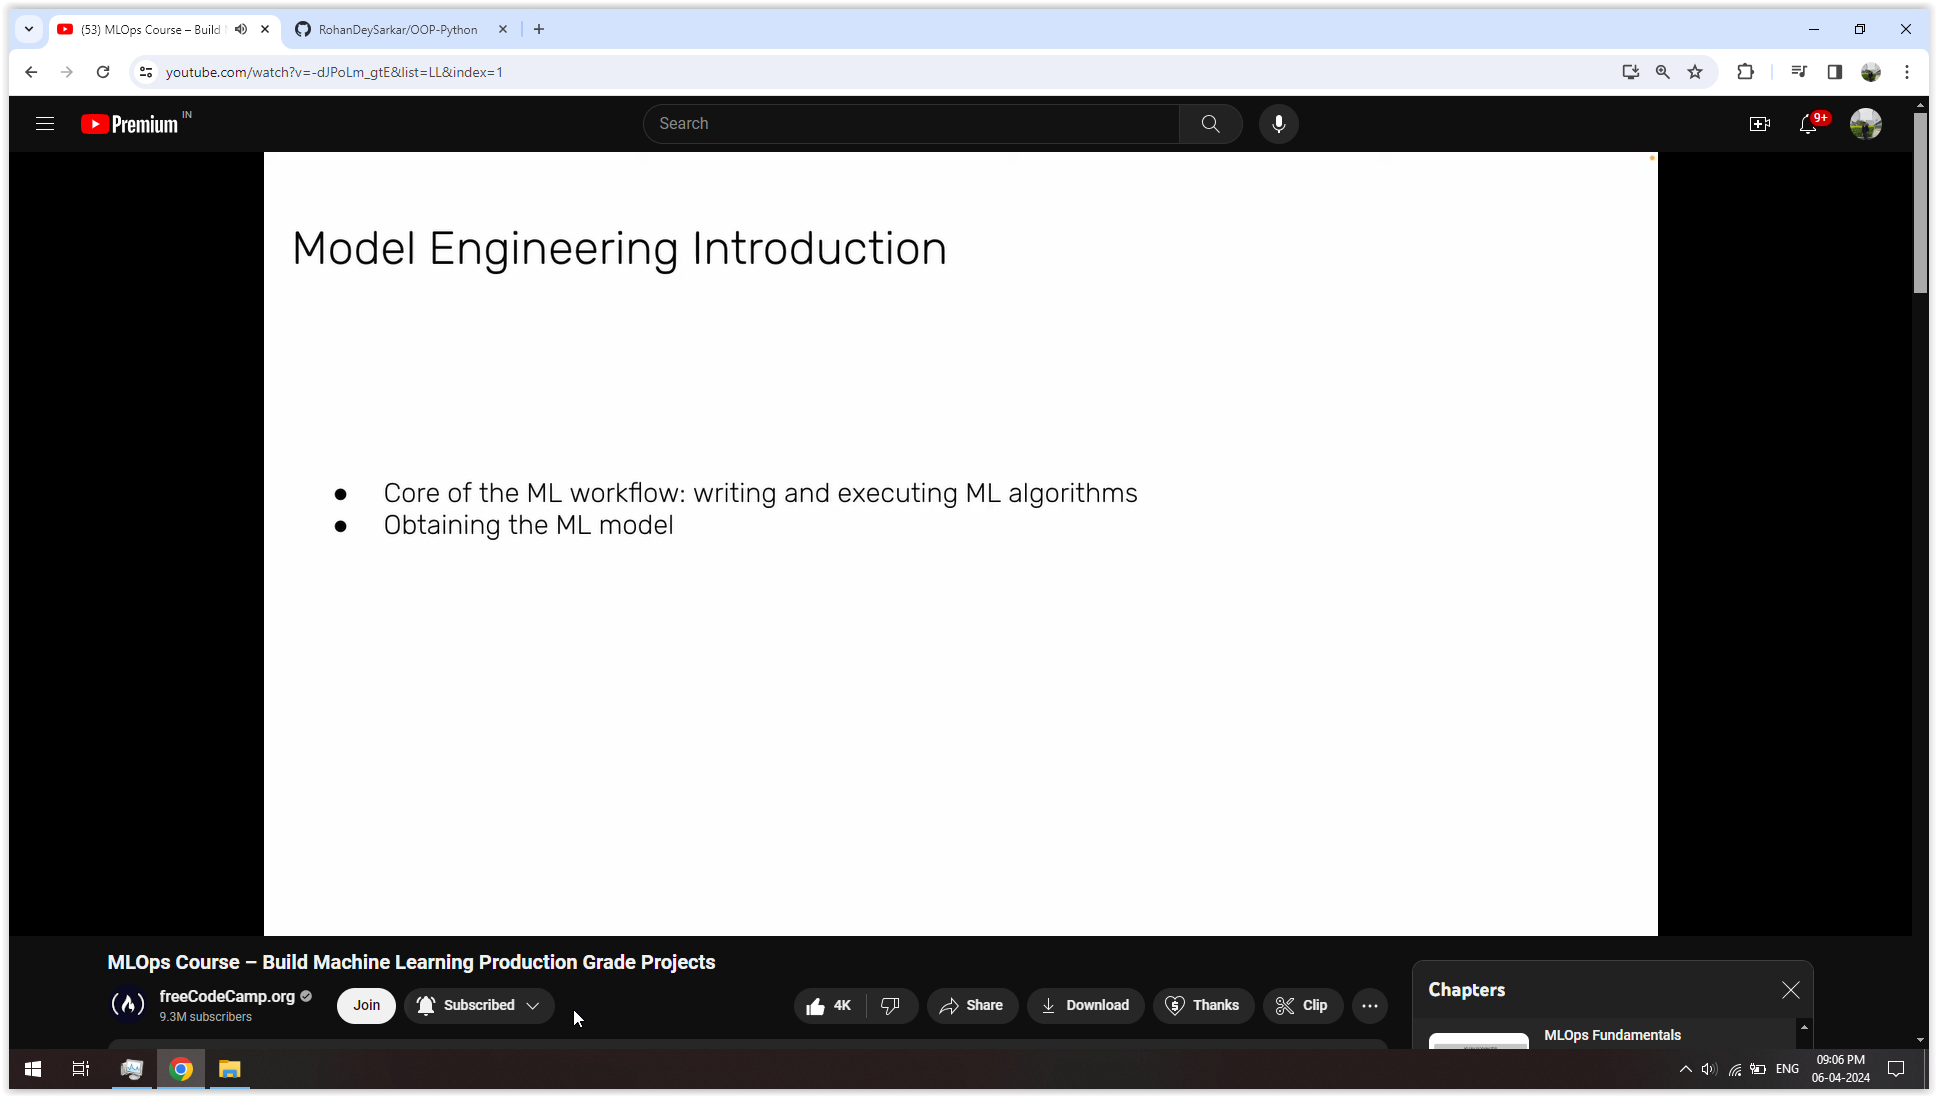 (53) MLOps Course – Build
RohanDeySarkar/OOP-Python
youtube.com/watch?v=-dJPoLm_gtE&list=LL&index=1
Premium IN
Search
9+
Model Engineering Introduction
● Core of the ML workflow: writing and executing ML algorithms
● Obtaining the ML model
MLOps Course – Build Machine Learning Production Grade Projects
freeCodeCamp.org
9.3M subscribers
Join
Subscribed
4K
Share
Download
Thanks
Clip
Chapters
MLOps Fundamentals
ENG
09:06 PM
06-04-2024